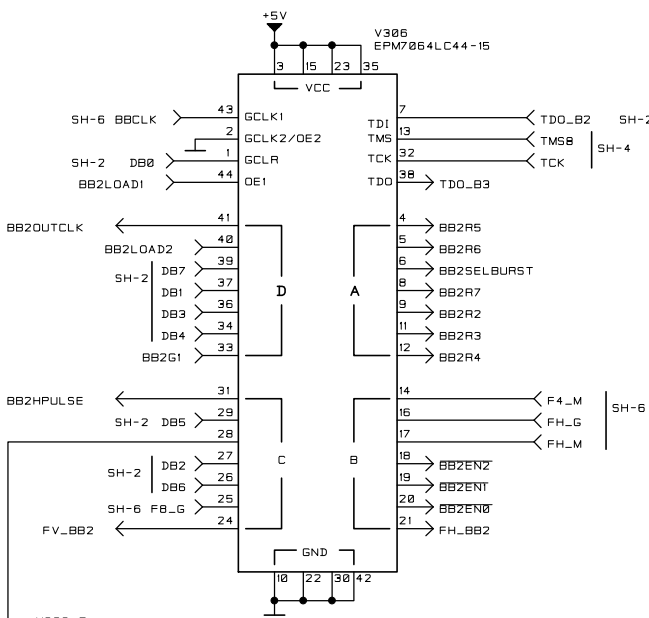 +5V
V306
EPM7064LC44-15
3 15 23 35
VCC
SH-6 BBCLK 43 GCLK1
2 GCLK2/OE2
SH-2 DB0 1 GCLR
BB2LOAD1 44 OE1
TDI 7 TDO_B2 SH-2
TMS 13 TMS8
TCK 32 TCK
SH-4
TDO 38 TDO_B3
BB2OUTCLK 41
BB2LOAD2 40
SH-2
DB7 39
DB1 37
DB3 36
DB4 34
BB2G1 33
D
A
4 BB2R5
5 BB2R6
6 BB2SELBURST
8 BB2R7
9 BB2R2
11 BB2R3
12 BB2R4
BB2HPULSE 31
SH-2 DB5 29
28
SH-2
DB2 27
DB6 26
SH-6 F8_G 25
FV_BB2 24
C
B
14 F4_M
16 FH_G
17 FH_M
SH-6
18 BB2EN2
19 BB2EN1
20 BB2EN0
21 FH_BB2
GND
10 22 30 42